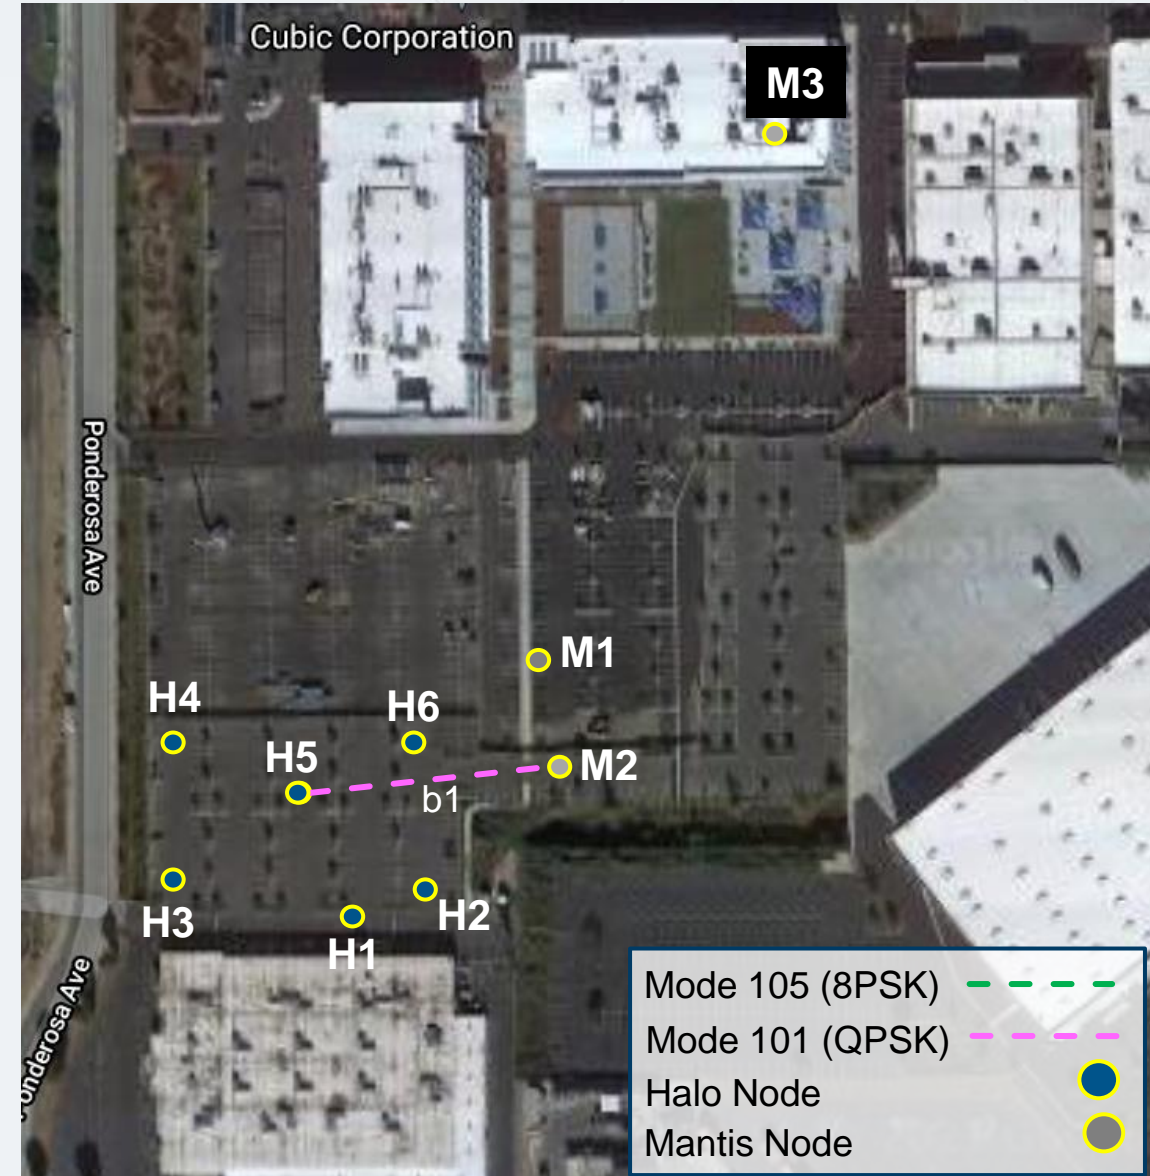 Cubic Corporation
M3
Ponderosa Ave
M1
H4
H6
H5
M2
b1
H3
H2
H1
Ponderosa Ave
Mode 105 (8PSK)
Mode 101 (QPSK)
Halo Node
Mantis Node